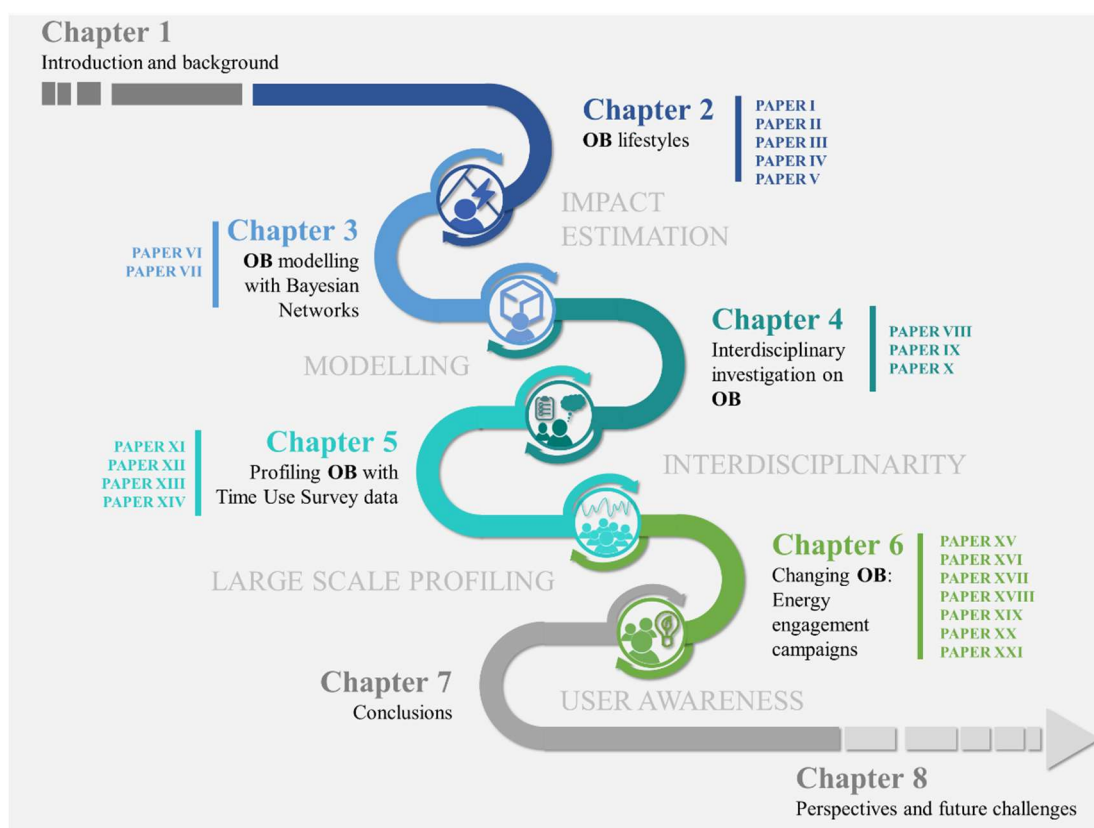 Chapter 1
Introduction and background
Chapter 2
OB lifestyles
PAPER I
PAPER II
PAPER III
PAPER IV
PAPER V
IMPACT
ESTIMATION
PAPER VI
PAPER VII
Chapter 3
OB modelling
with Bayesian
Networks
MODELLING
Chapter 4
Interdisciplinary
investigation on
OB
PAPER VIII
PAPER IX
PAPER X
INTERDISCIPLINARITY
PAPER XI
PAPER XII
PAPER XIII
PAPER XIV
Chapter 5
Profiling OB with
Time Use Survey data
LARGE SCALE PROFILING
Chapter 6
Changing OB:
Energy
engagement
campaigns
PAPER XV
PAPER XVI
PAPER XVII
PAPER XVIII
PAPER XIX
PAPER XX
PAPER XXI
USER AWARENESS
Chapter 7
Conclusions
Chapter 8
Perspectives and future challenges